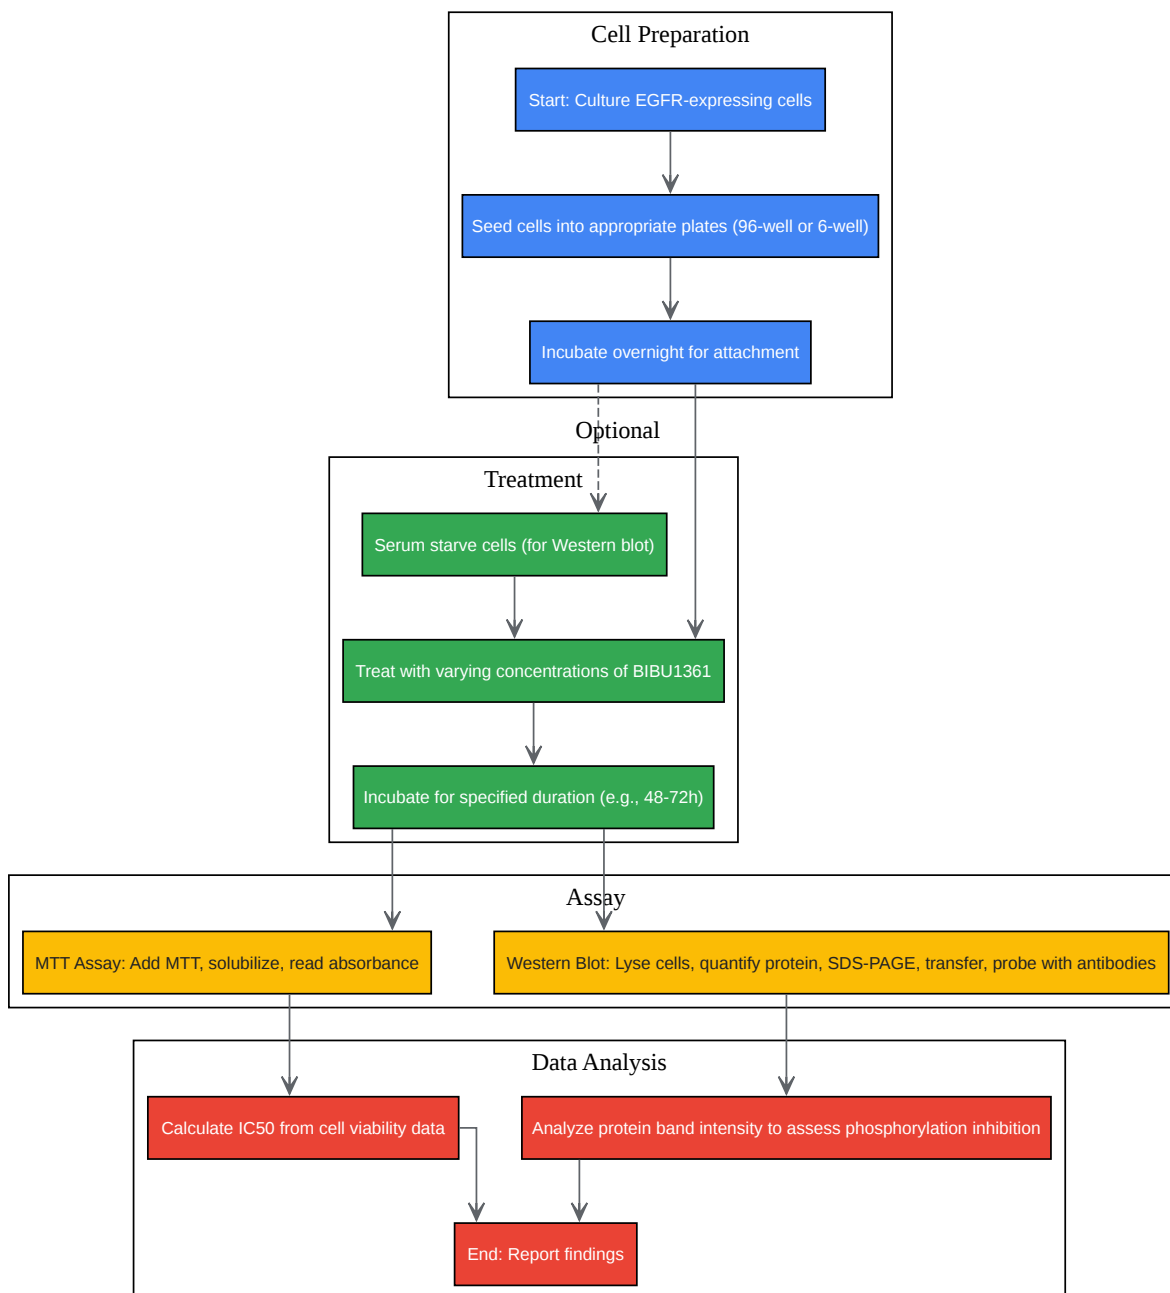 Cell Preparation
Start: Culture EGFR-expressing cells
Seed cells into appropriate plates (96-well or 6-well)
Incubate overnight for attachment
Optional
Treatment
Serum starve cells (for Western blot)
Treat with varying concentrations of BIBU1361
Incubate for specified duration (e.g., 48-72h)
Assay
MTT Assay: Add MTT, solubilize, read absorbance
Western Blot: Lyse cells, quantify protein, SDS-PAGE, transfer, probe with antibodies
Data Analysis
Calculate IC50 from cell viability data
Analyze protein band intensity to assess phosphorylation inhibition
End: Report findings